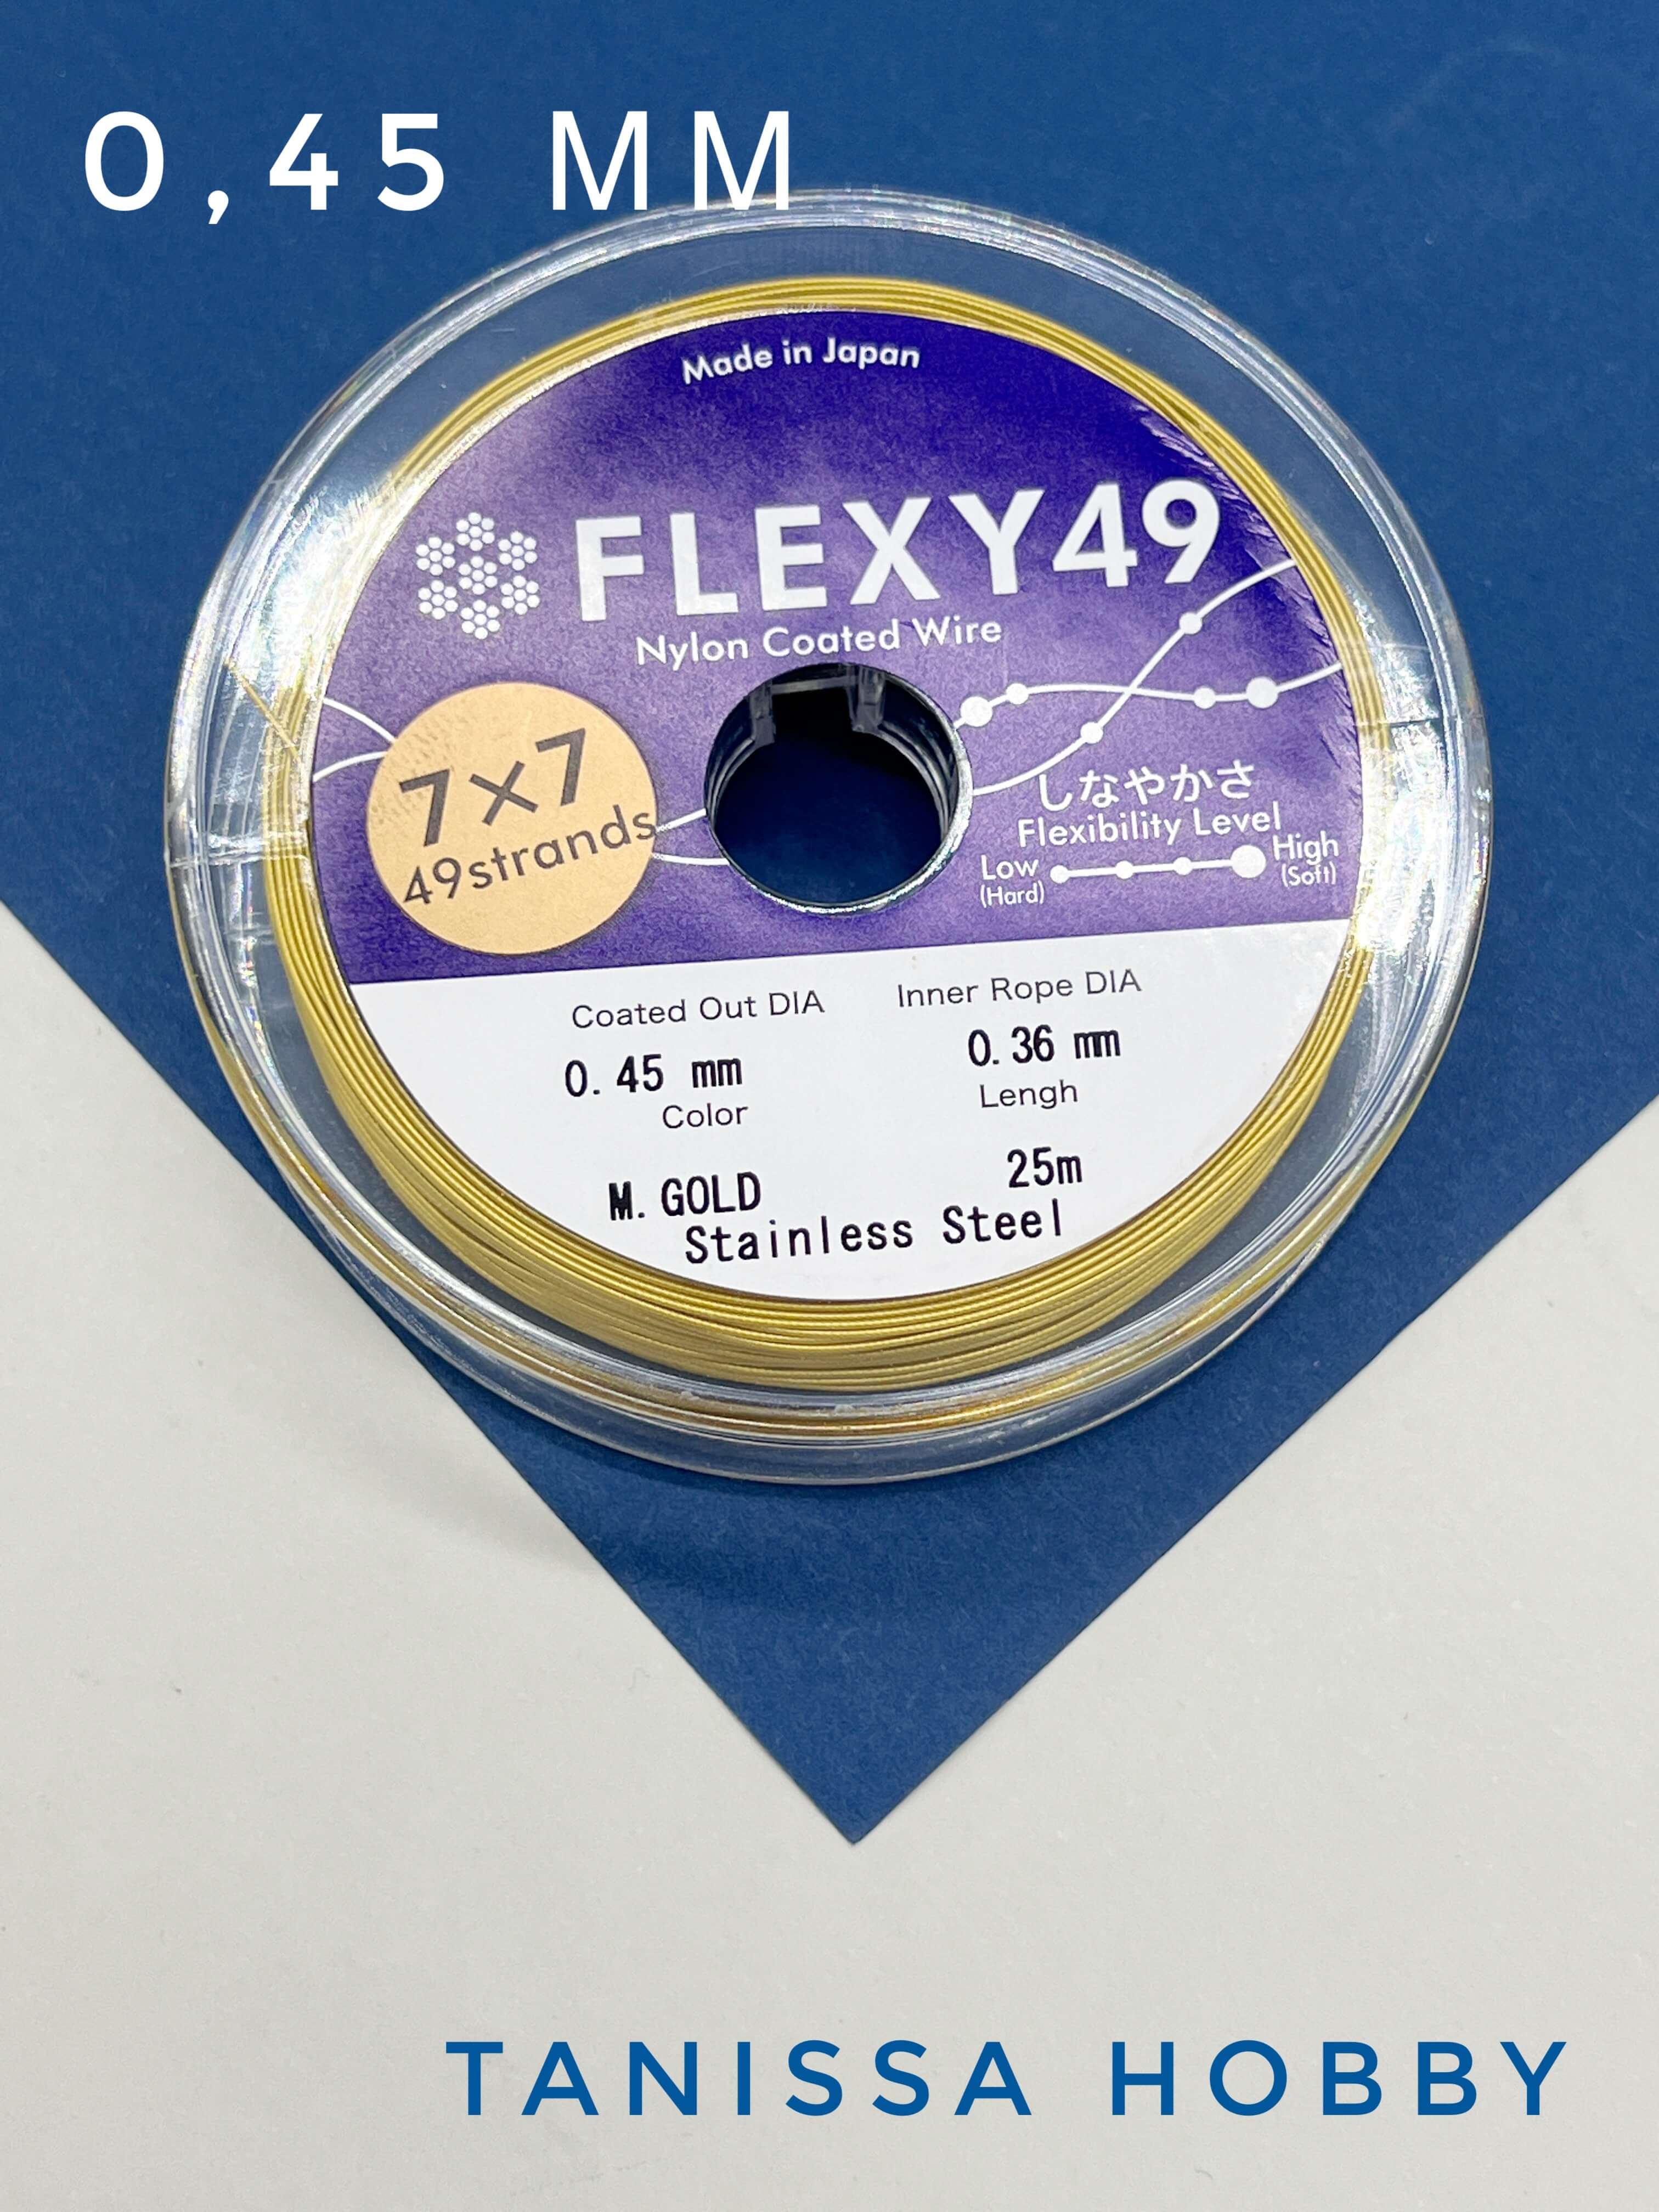 0,45 MM
Made in Japan
FLEXY49
Nylon Coated Wire
7×7
49strands
しなやかさ
Flexibility Level
Low
(Hard)
High
(Soft)
Coated Out DIA
Inner Rope DIA
0.45 mm
0.36 mm
Color
Lengh
M.GOLD
25m
Stainless Steel
TANISSA HOBBY